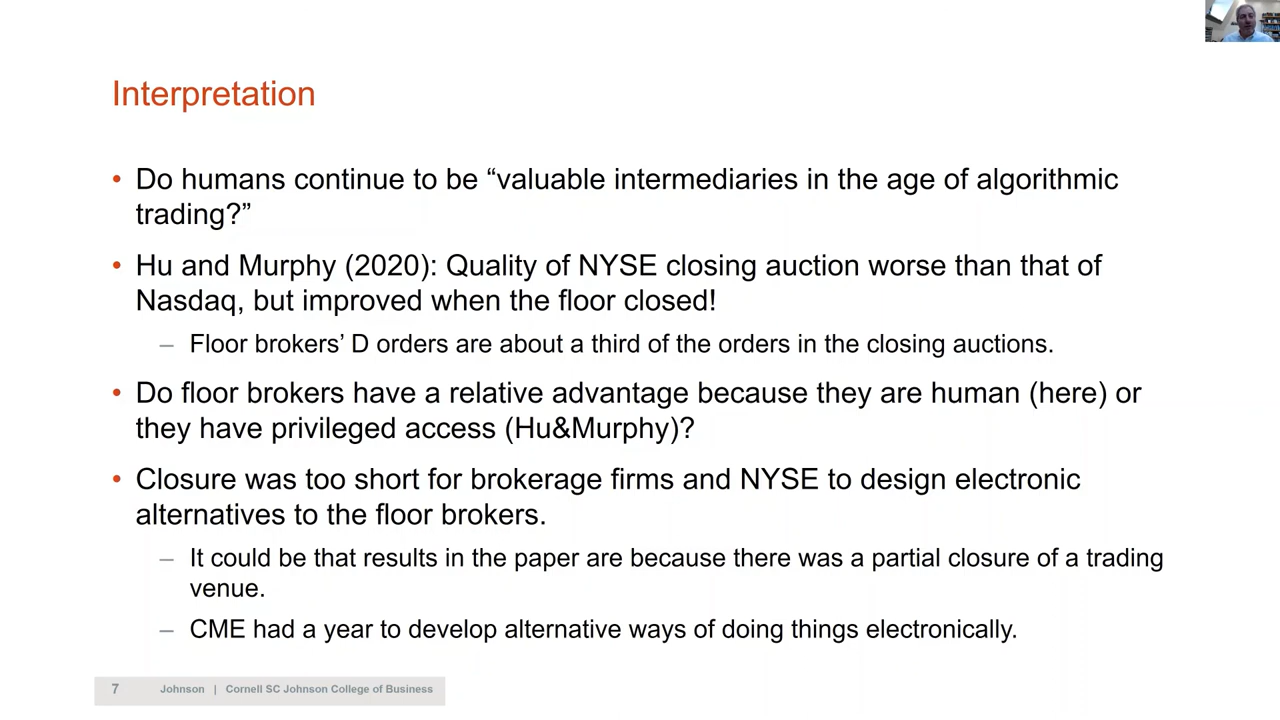 Interpretation
• Do humans continue to be “valuable intermediaries in the age of algorithmic
trading?”
• Hu and Murphy (2020): Quality of NYSE closing auction worse than that of
Nasdaq, but improved when the floor closed!
– Floor brokers’ D orders are about a third of the orders in the closing auctions.
• Do floor brokers have a relative advantage because they are human (here) or
they have privileged access (Hu&Murphy)?
• Closure was too short for brokerage firms and NYSE to design electronic
alternatives to the floor brokers.
– It could be that results in the paper are because there was a partial closure of a trading
venue.
– CME had a year to develop alternative ways of doing things electronically.
7 Johnson | Cornell SC Johnson College of Business